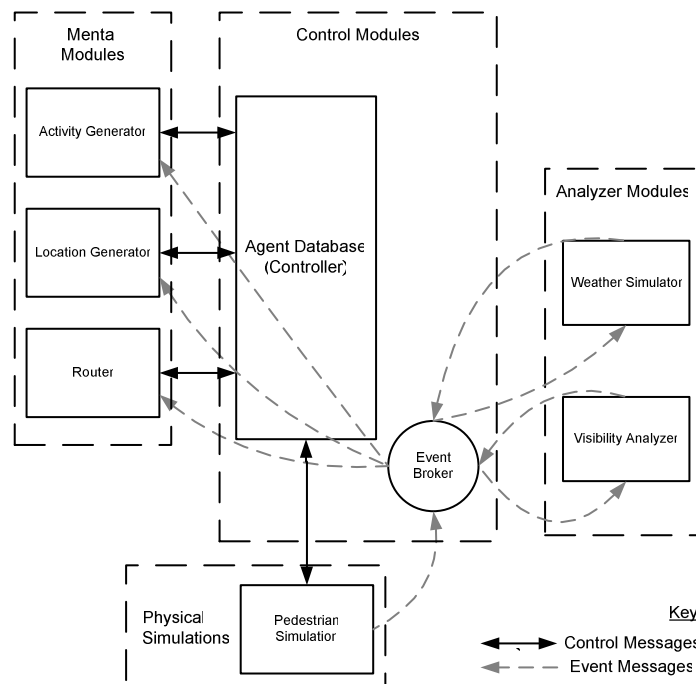 Menta
Modules
Control Modules
Activity Generator
Analyzer Modules
Location Generator
Agent Database
(Controller)
Weather Simulator
Router
Visibility Analyzer
Event
Broker
Physical
Simulations
Pedestrian
Simulation
Key
Control Messages
Event Messages